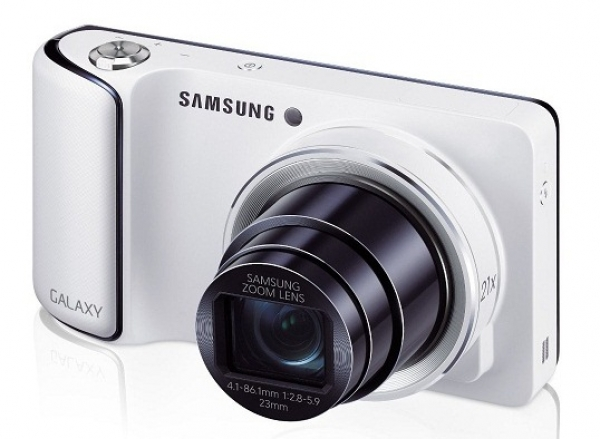 SAMSUNG
GALAXY
21x
SAMSUNG
ZOOM LENS
4.1-86.1mm 1:2.8-5.9
23mm